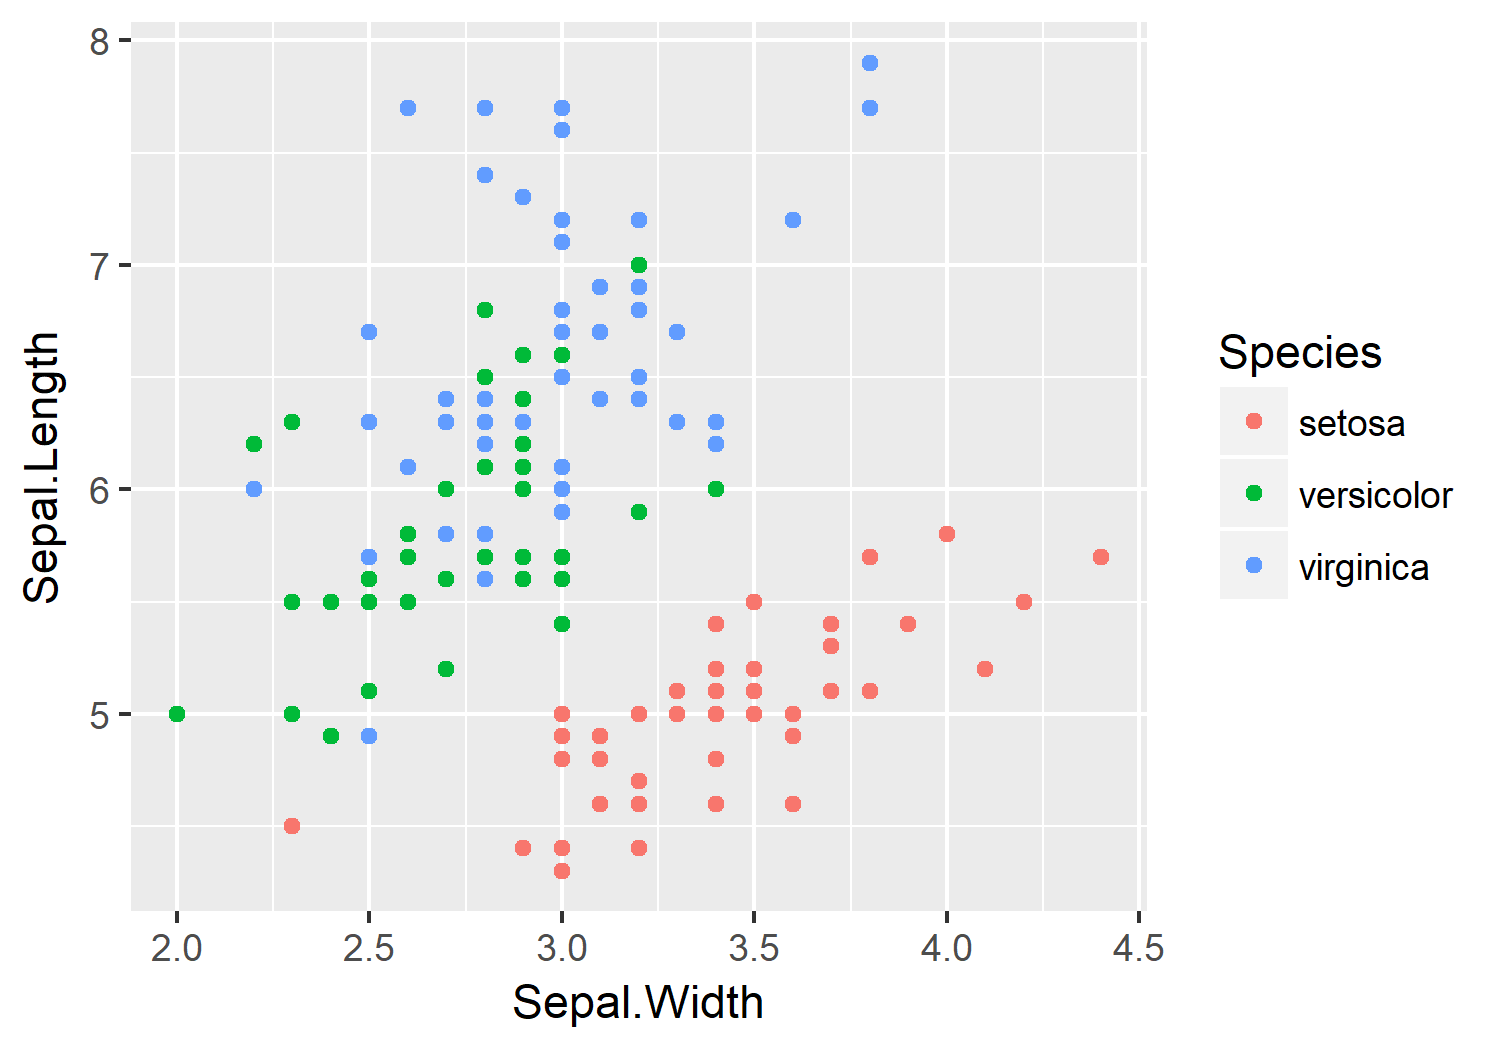 8
7
6
5
Sepal.Length
2.0 2.5 3.0 3.5 4.0 4.5
Sepal.Width
Species
setosa
versicolor
virginica